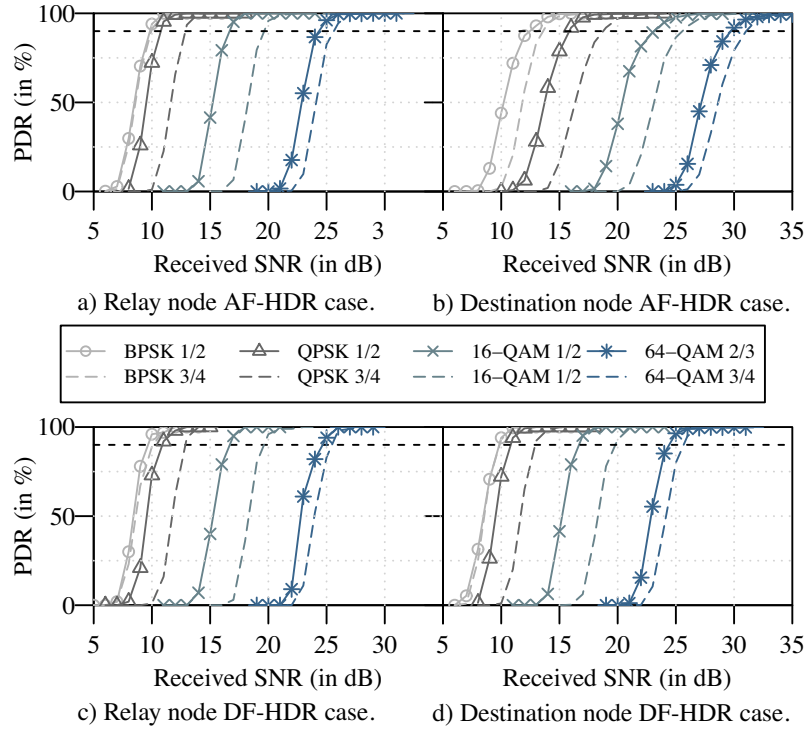 100
50
0
PDR (in %)
5 10 15 20 25 3 5 10 15 20 25 30 35
Received SNR (in dB) Received SNR (in dB)
a) Relay node AF-HDR case. b) Destination node AF-HDR case.
BPSK 1/2 QPSK 1/2 16–QAM 1/2 64–QAM 2/3
BPSK 3/4 QPSK 3/4 16–QAM 1/2 64–QAM 3/4
100
50
0
PDR (in %)
5 10 15 20 25 30 5 10 15 20 25 30 35
Received SNR (in dB) Received SNR (in dB)
c) Relay node DF-HDR case. d) Destination node DF-HDR case.